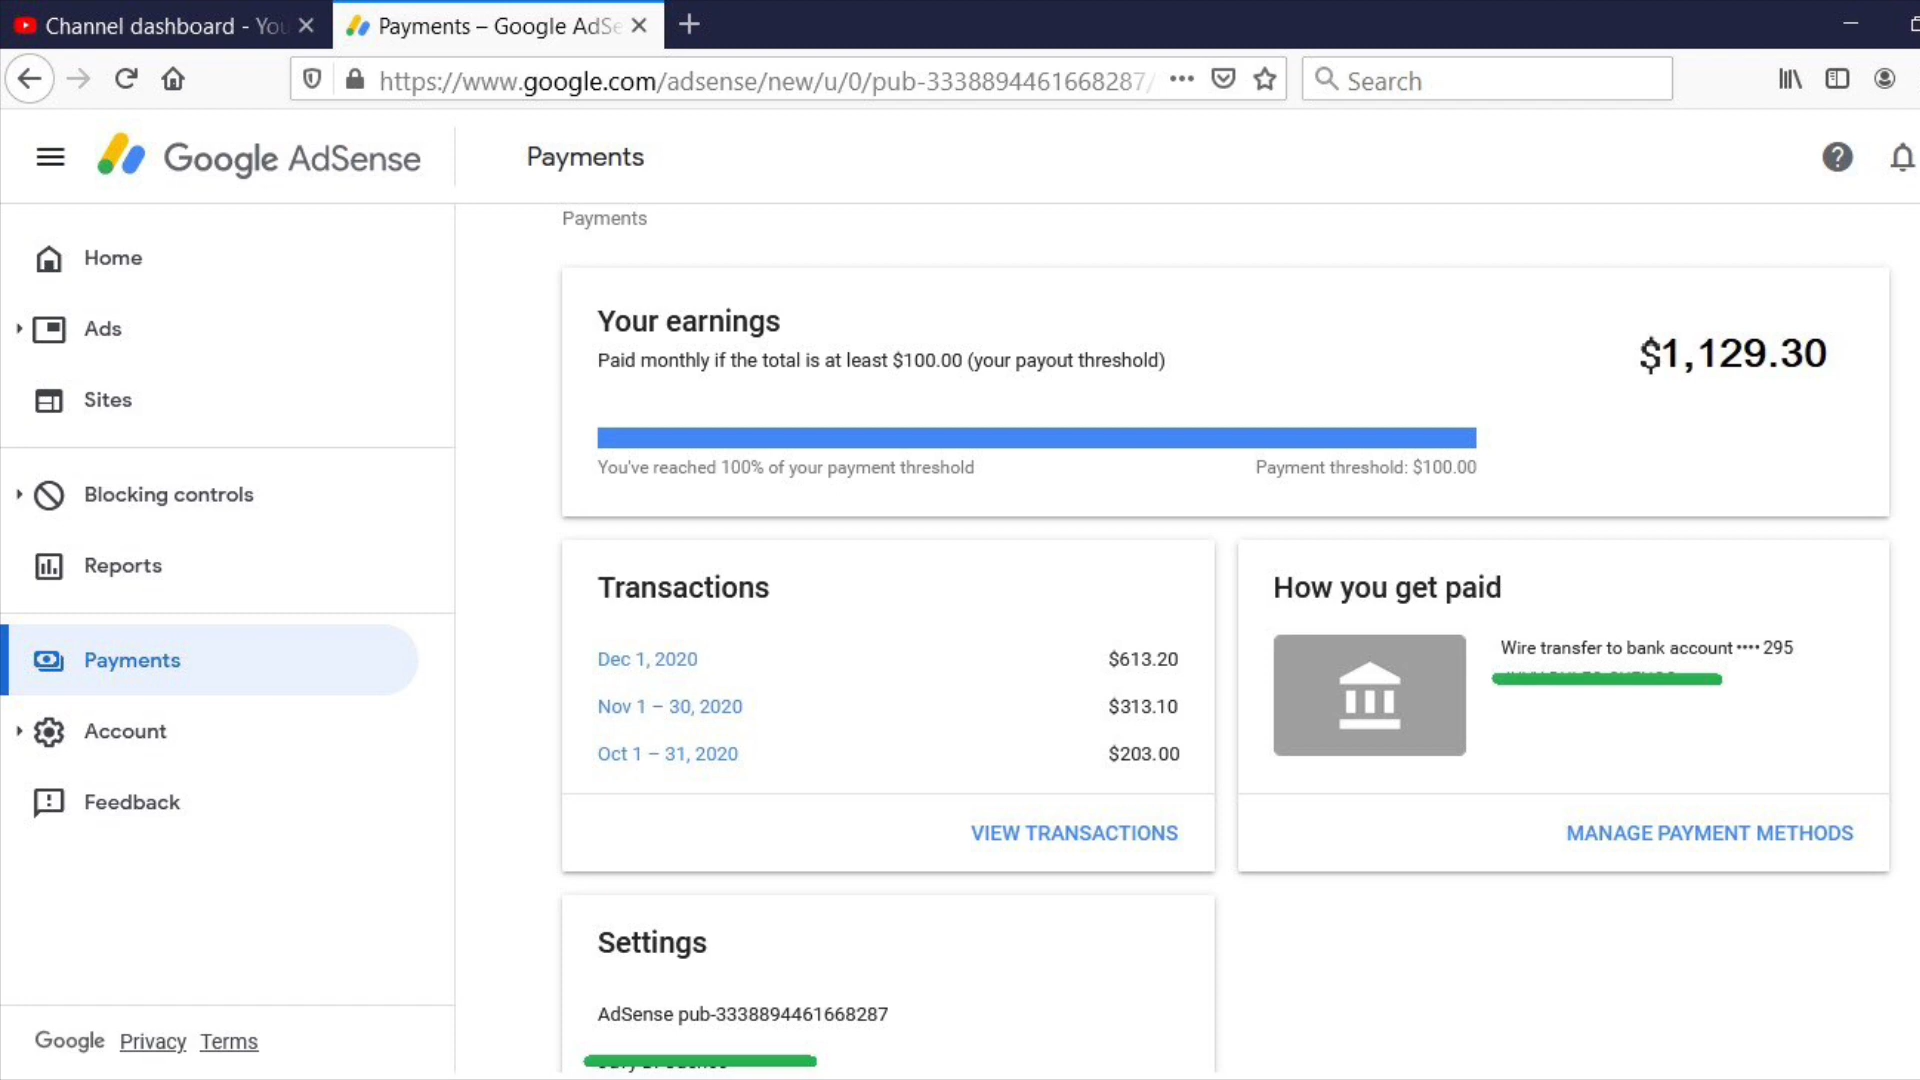 Channel dashboard - You
Payments – Google AdSe
https://www.google.com/adsense/new/u/0/pub-3338894461668287/
Search
Google AdSense
Payments
Home
Ads
Sites
Blocking controls
Reports
Payments
Account
Feedback
Google Privacy Terms
Payments
Your earnings
Paid monthly if the total is at least $100.00 (your payout threshold)
$1,129.30
You've reached 100% of your payment threshold
Payment threshold: $100.00
Transactions
Dec 1, 2020 $613.20
Nov 1 – 30, 2020 $313.10
Oct 1 – 31, 2020 $203.00
VIEW TRANSACTIONS
How you get paid
Wire transfer to bank account •••• 295
MANAGE PAYMENT METHODS
Settings
AdSense pub-3338894461668287